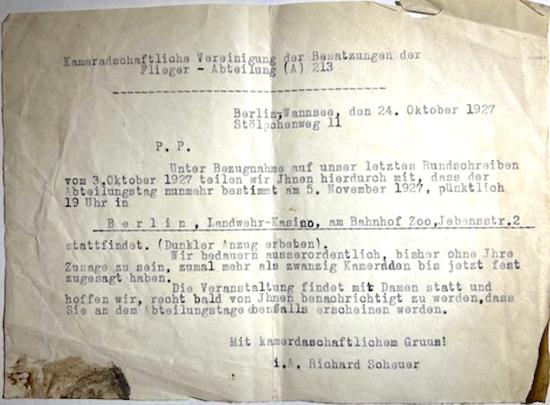 Kameradschaftliche Vereinigung der Besatzungen der
Flieger - Abteilung (A) 213
Berlin,Wannsee, den 24. Oktober 1927
Stölpchenweg 11
P. P.
Unter Bezugnahme auf unser letztes Rundschreiben
vom 3.Oktober 1927 teilen wir Jhnen hierdurch mit, dass der
Abteilungstag nunmehr bestimmt am 5. November 1927, pünktlich
19 Uhr in
B e r l i n , Landwehr-Kasino, am Bahnhof Zoo,Jebensstr.2
stattfindet. (Dunkler Anzug erbeten).
Wir bedauern ausserordentlich, bisher ohne Jhre
Zusage zu sein, zumal mehr als zwanzig Kameraden bis jetzt fest
zugesagt haben.
Die Veranstaltung findet mit Damen statt und
hoffen wir, recht bald von Jhnen benachrichtigt zu werden,dass
Sie an dem Abteilungstage ebenfalls erscheinen werden.
Mit kamerdaschaftlichem Gruus!
i.A. Richard Scheuer